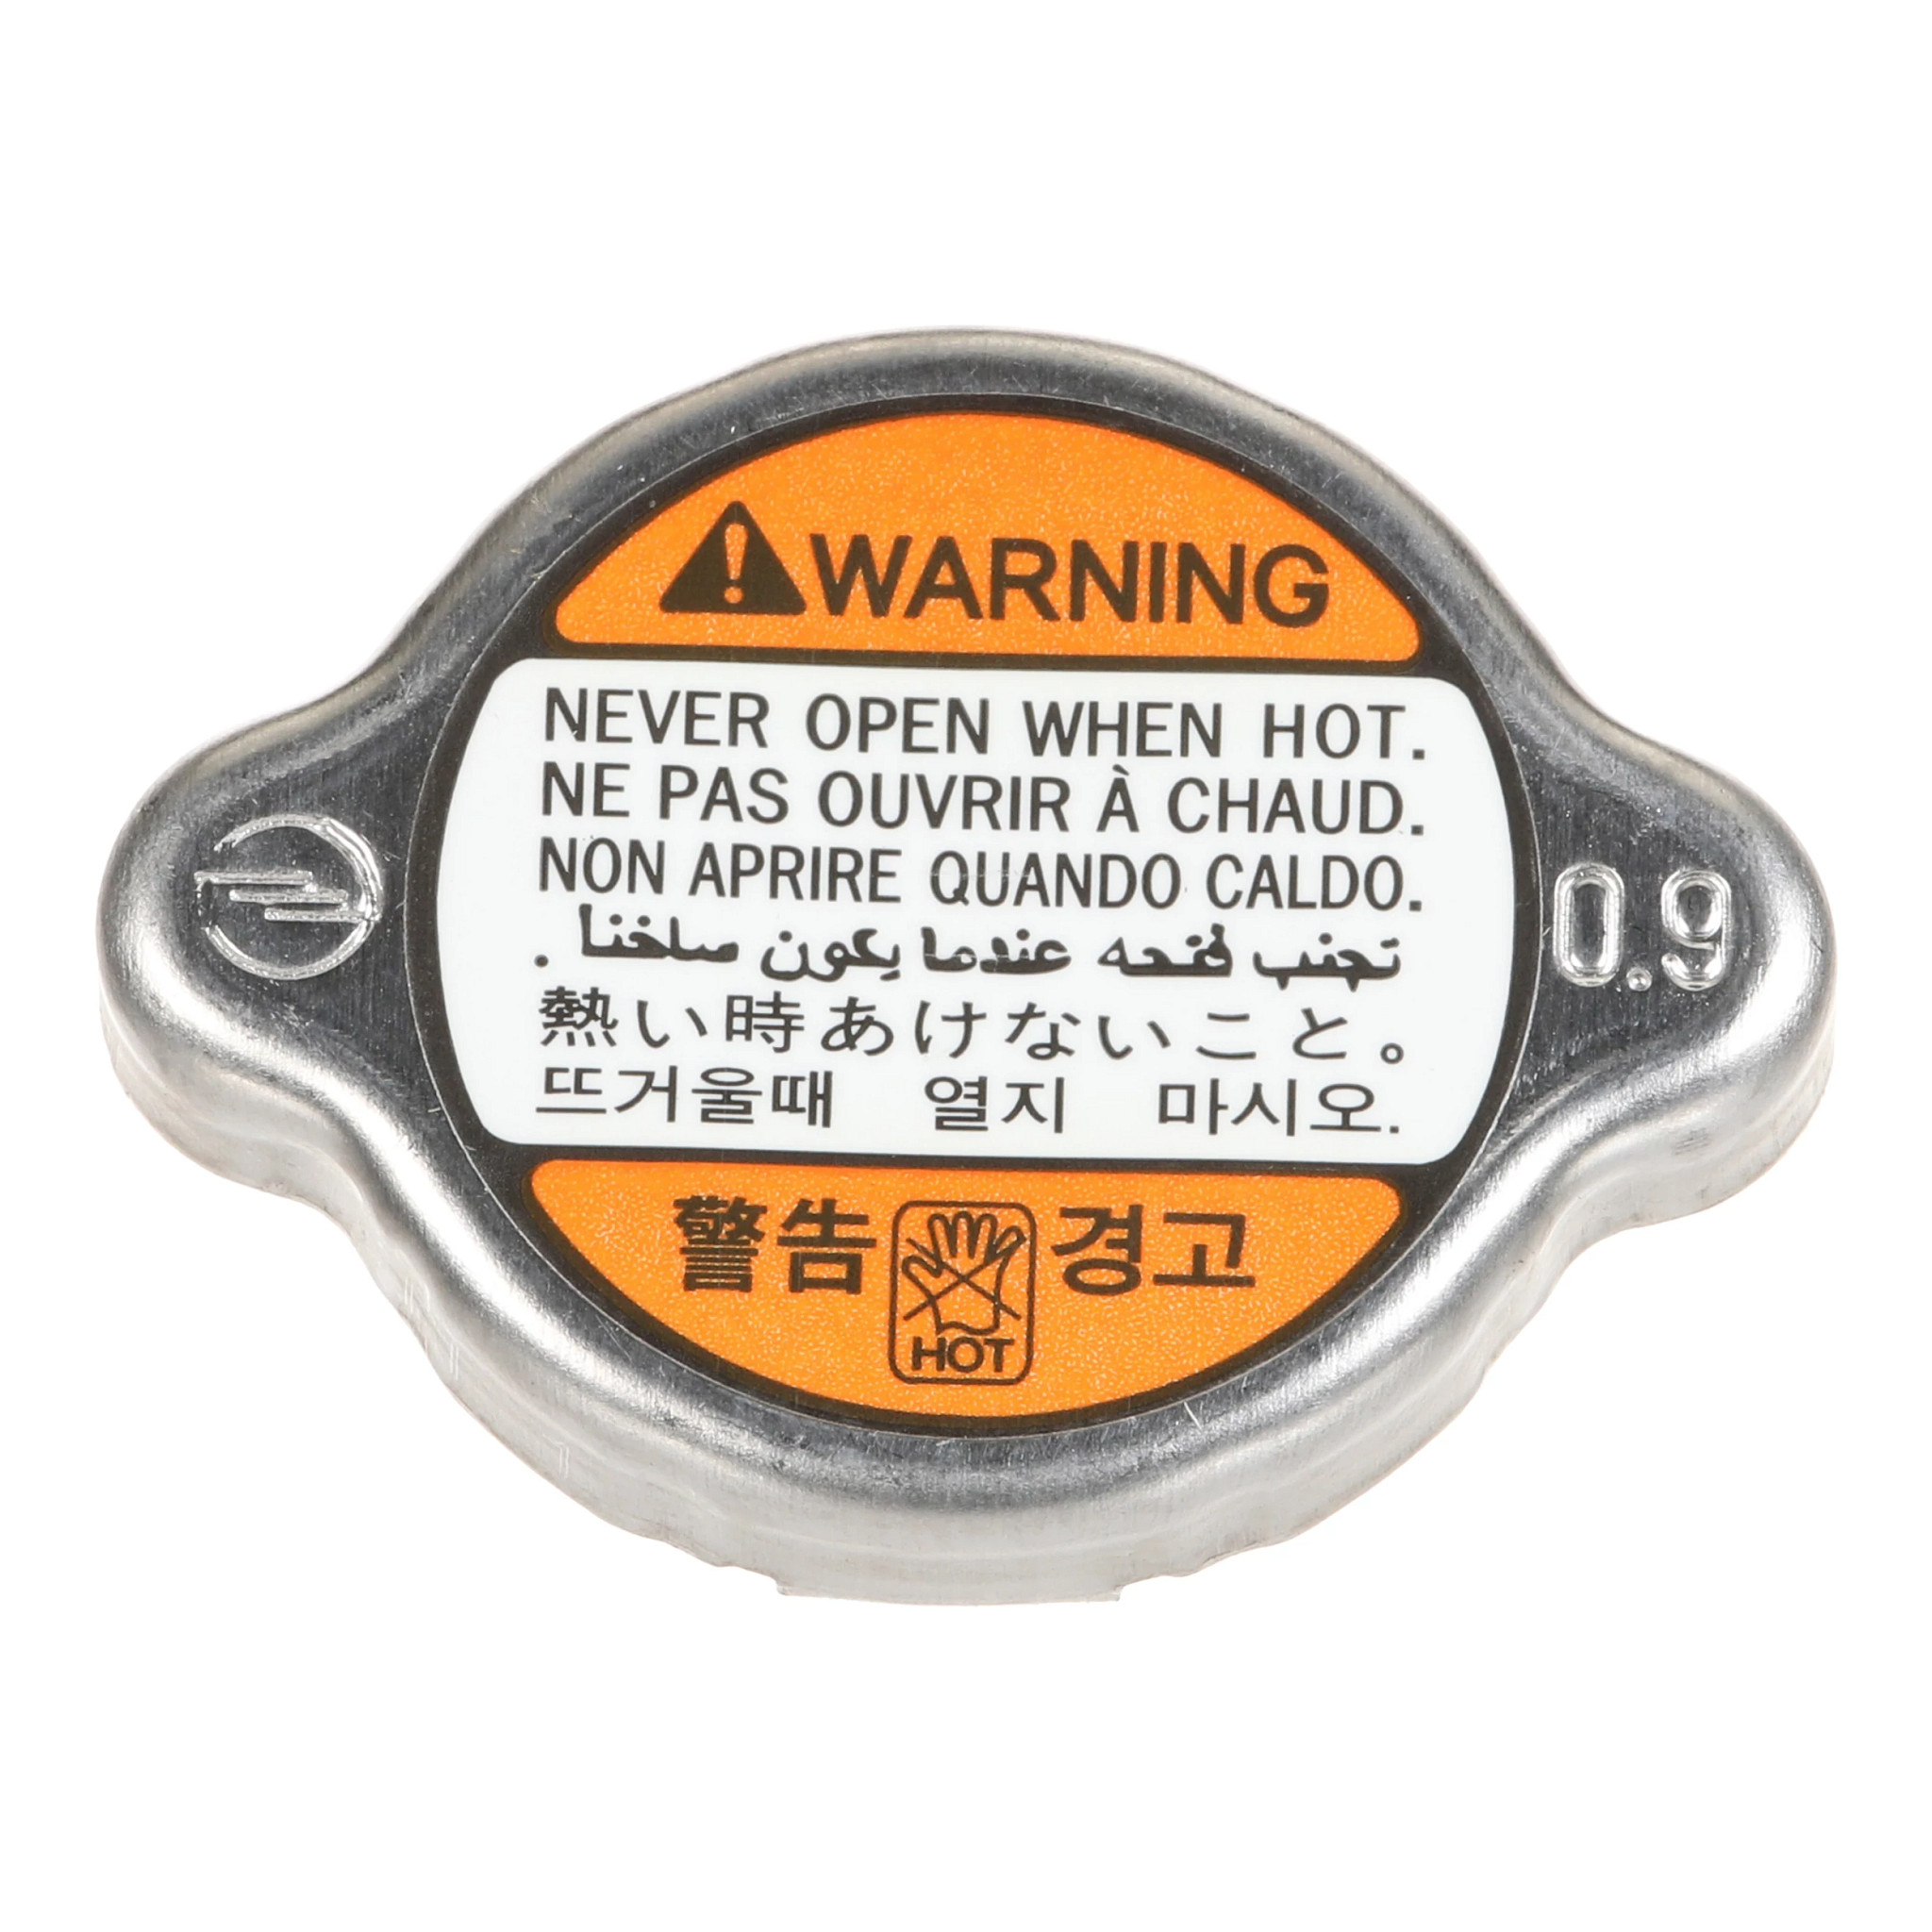 WARNING
NEVER OPEN WHEN HOT.
NE PAS OUVRIR À CHAUD.
NON APRIRE QUANDO CALDO.
تجنب فتحه عندما يكون ساخنا .
熱い時あけないこと。
뜨거울때 열지 마시오.
警告 경고
HOT
0.9